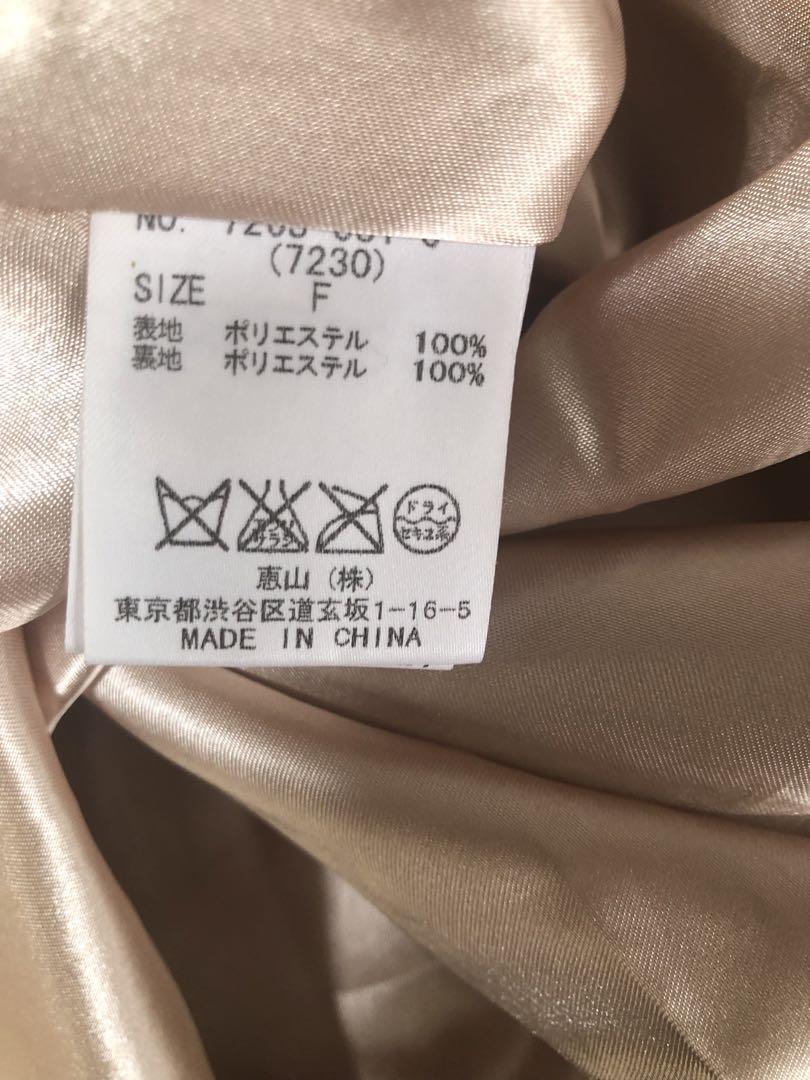 (7230)
SIZE F
表地 ポリエステル 100%
裏地 ポリエステル 100%
ドライ
セキユ系
恵山（株）
東京都渋谷区道玄坂1-16-5
MADE IN CHINA